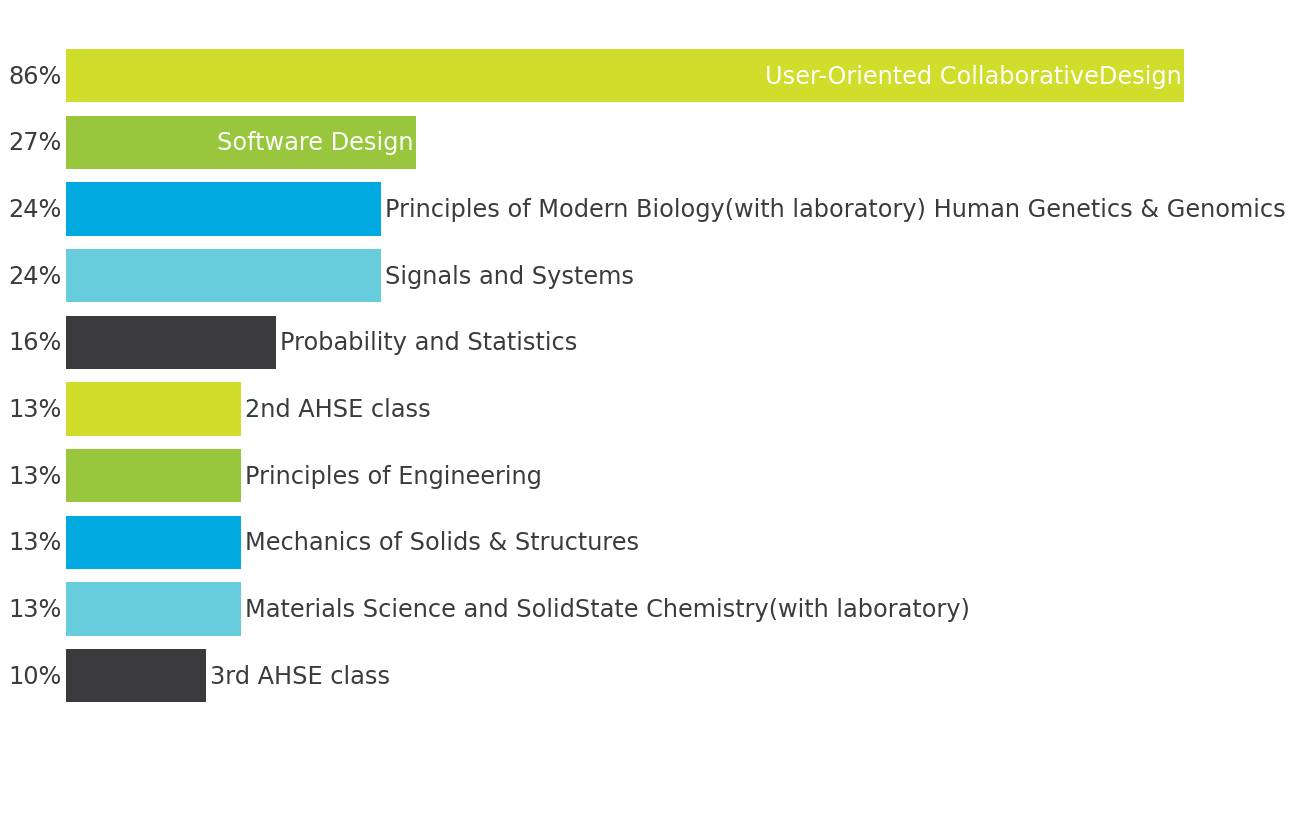 86% User-Oriented CollaborativeDesign
27% Software Design
24% Principles of Modern Biology(with laboratory) Human Genetics & Genomics
24% Signals and Systems
16% Probability and Statistics
13% 2nd AHSE class
13% Principles of Engineering
13% Mechanics of Solids & Structures
13% Materials Science and SolidState Chemistry(with laboratory)
10% 3rd AHSE class